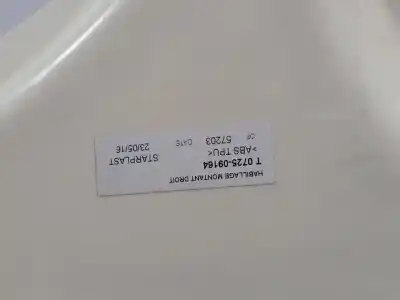 HABILLAGE MONTANT DROIT
T 0725-09164
>ABS TPU< STARPLAST
OF 57203 DATE 23/05/16